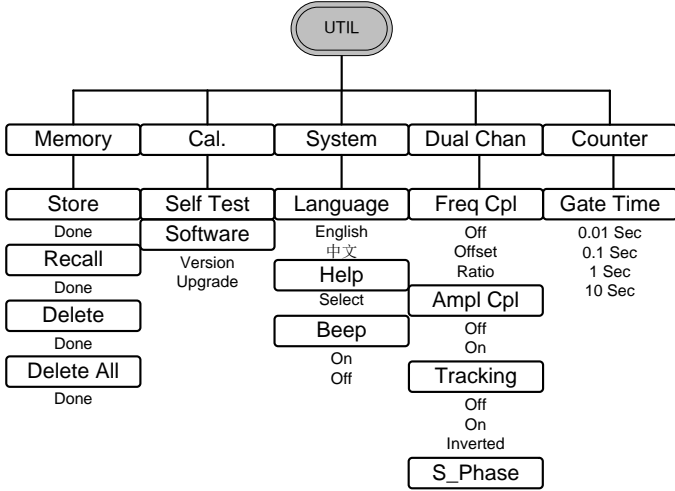 UTIL
Memory
Cal.
System
Dual Chan
Counter
Store
Done
Recall
Done
Delete
Done
Delete All
Done
Self Test
Software
Version
Upgrade
Language
English
中文
Help
Select
Beep
On
Off
Freq Cpl
Off
Offset
Ratio
Ampl Cpl
Off
On
Tracking
Off
On
Inverted
S_Phase
Gate Time
0.01 Sec
0.1 Sec
1 Sec
10 Sec